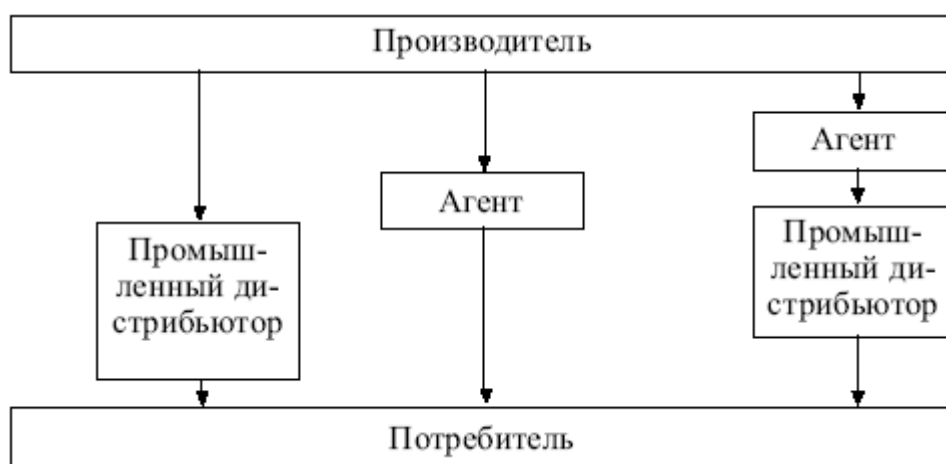 Производитель
Агент
Агент
Промыш-
ленный ди-
стрибьютор
Промыш-
ленный ди-
стрибьютор
Потребитель